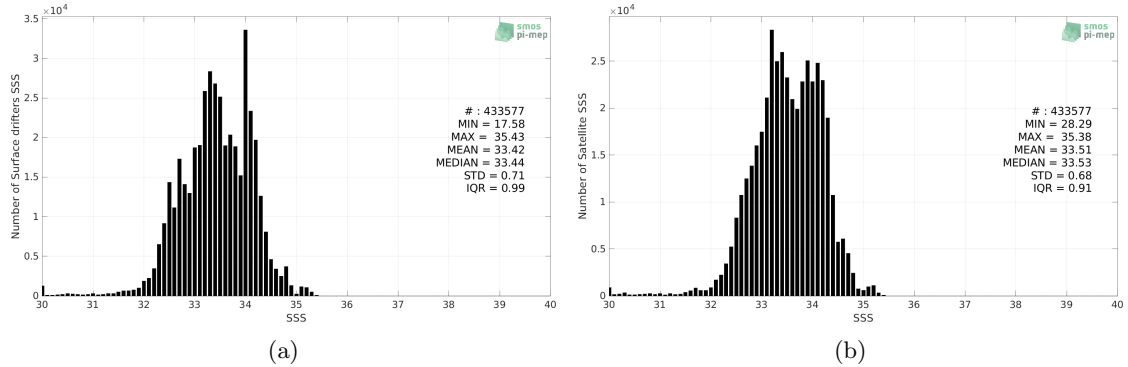 ×10⁴
3.5
3
2.5
2
1.5
1
0.5
0
Number of Surface drifters SSS
30 31 32 33 34 35 36 37 38 39 40
SSS
smos
pi-mep
# : 433577
MIN = 17.58
MAX = 35.43
MEAN = 33.42
MEDIAN = 33.44
STD = 0.71
IQR = 0.99
(a)
×10⁴
2.5
2
1.5
1
0.5
0
Number of Satellite SSS
30 31 32 33 34 35 36 37 38 39 40
SSS
smos
pi-mep
# : 433577
MIN = 28.29
MAX = 35.38
MEAN = 33.51
MEDIAN = 33.53
STD = 0.68
IQR = 0.91
(b)